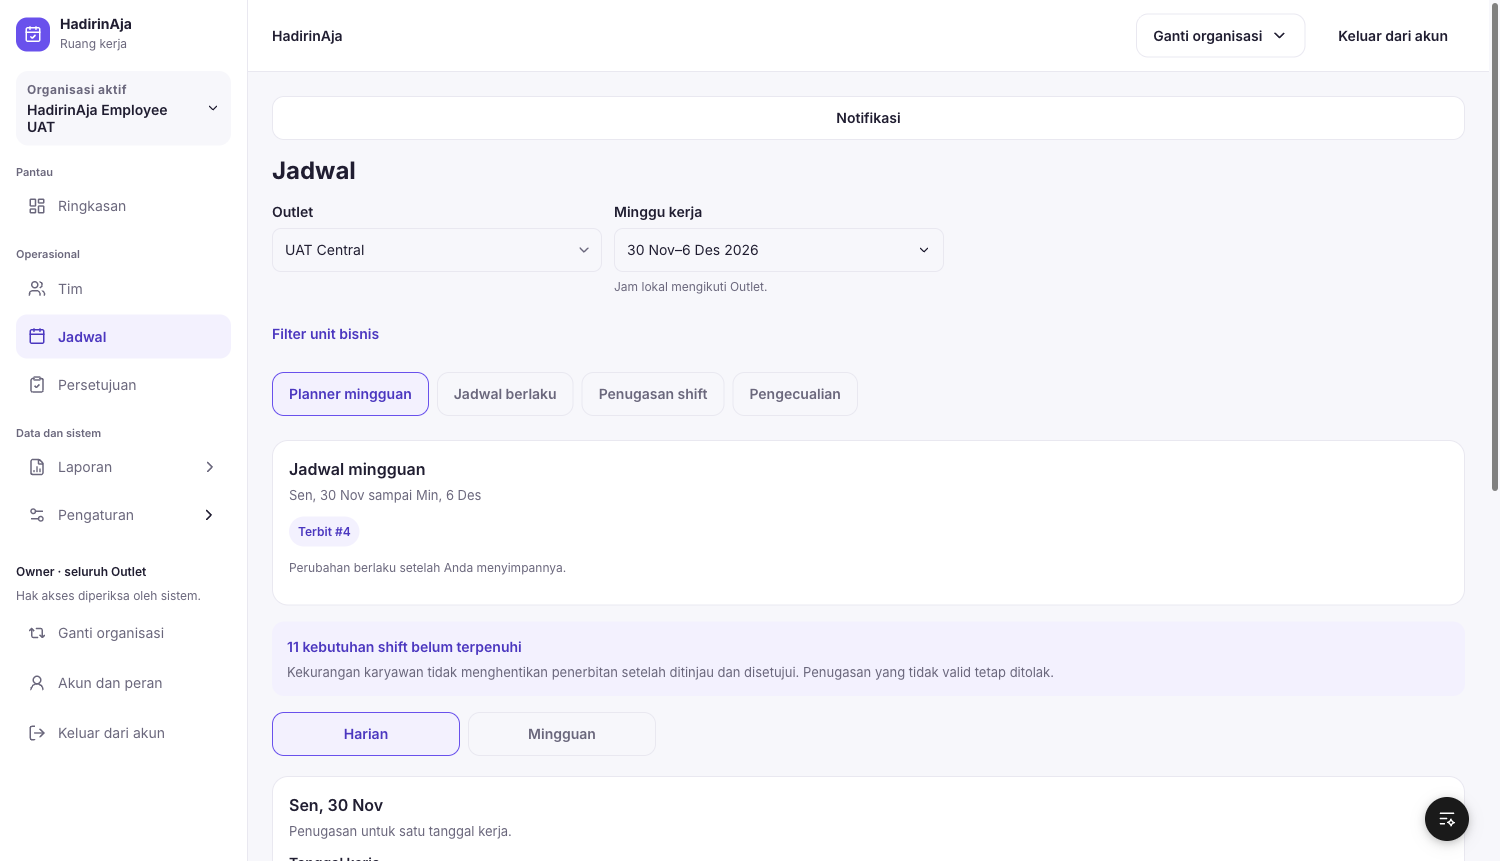 HadirinAja
Ruang kerja
Organisasi aktif
HadirinAja Employee
UAT
Pantau
Ringkasan
Operasional
Tim
Jadwal
Persetujuan
Data dan sistem
Laporan
Pengaturan
Owner · seluruh Outlet
Hak akses diperiksa oleh sistem.
Ganti organisasi
Akun dan peran
Keluar dari akun
HadirinAja
Ganti organisasi
Keluar dari akun
Notifikasi
Jadwal
Outlet
Minggu kerja
UAT Central
30 Nov–6 Des 2026
Jam lokal mengikuti Outlet.
Filter unit bisnis
Planner mingguan
Jadwal berlaku
Penugasan shift
Pengecualian
Jadwal mingguan
Sen, 30 Nov sampai Min, 6 Des
Terbit #4
Perubahan berlaku setelah Anda menyimpannya.
11 kebutuhan shift belum terpenuhi
Kekurangan karyawan tidak menghentikan penerbitan setelah ditinjau dan disetujui. Penugasan yang tidak valid tetap ditolak.
Harian
Mingguan
Sen, 30 Nov
Penugasan untuk satu tanggal kerja.
Tanggal kerja